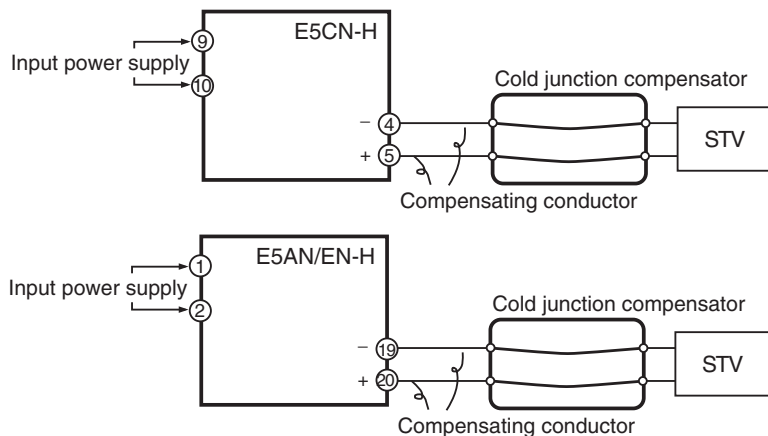 E5CN-H
9
Input power supply
10
Cold junction compensator
− 4
STV
+ 5
Compensating conductor
E5AN/EN-H
1
Input power supply
2
Cold junction compensator
− 19
STV
+ 20
Compensating conductor